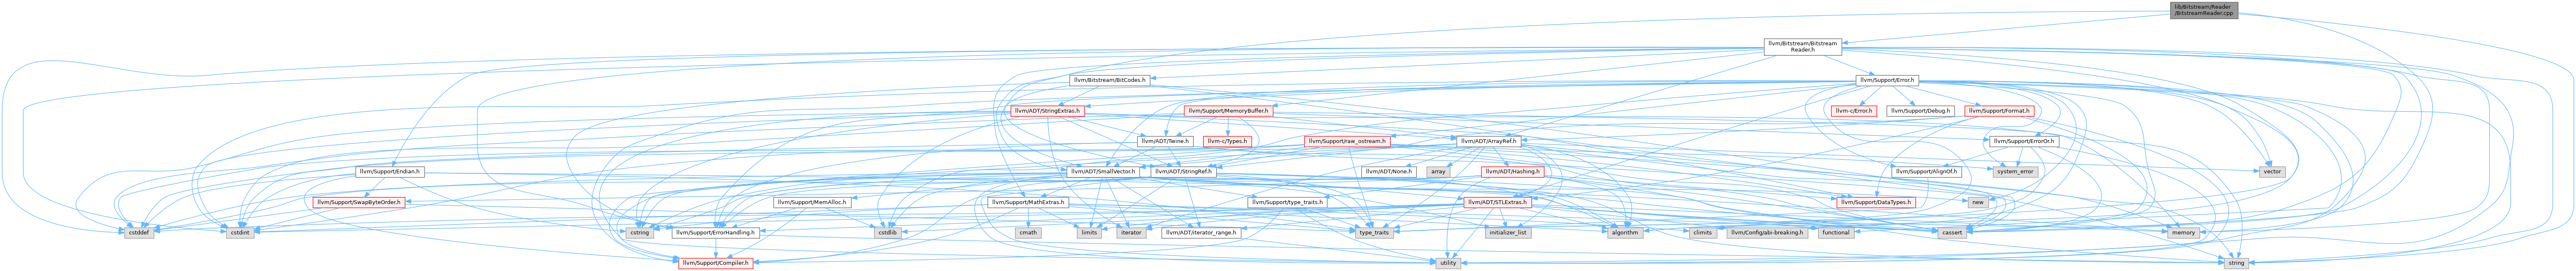 lib/Bitstream/Reader
/BitstreamReader.cpp
llvm/Bitstream/Bitstream
Reader.h
llvm/Bitstream/BitCodes.h
llvm/Support/Error.h
llvm/ADT/StringExtras.h
llvm/Support/MemoryBuffer.h
llvm-c/Error.h
llvm/Support/Debug.h
llvm/Support/Format.h
llvm/ADT/Twine.h
llvm-c/Types.h
llvm/Support/raw_ostream.h
llvm/ADT/ArrayRef.h
llvm/Support/ErrorOr.h
llvm/Support/Endian.h
llvm/ADT/SmallVector.h
llvm/ADT/StringRef.h
llvm/ADT/None.h
array
llvm/ADT/Hashing.h
llvm/Support/AlignOf.h
system_error
vector
llvm/Support/SwapByteOrder.h
llvm/Support/MemAlloc.h
llvm/Support/MathExtras.h
llvm/Support/type_traits.h
llvm/ADT/STLExtras.h
llvm/Support/DataTypes.h
new
cstddef
cstdint
cstring
llvm/Support/ErrorHandling.h
cstdlib
cmath
limits
iterator
llvm/ADT/iterator_range.h
type_traits
initializer_list
algorithm
climits
llvm/Config/abi-breaking.h
functional
cassert
memory
llvm/Support/Compiler.h
utility
string